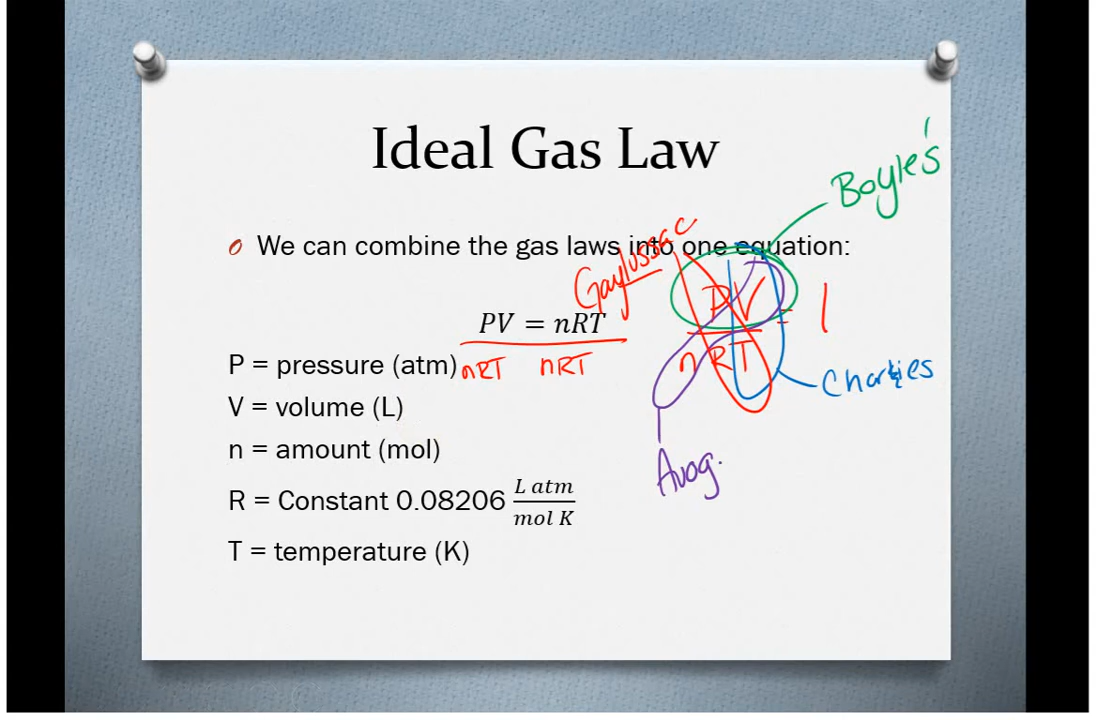 Ideal Gas Law
Boyle's
We can combine the gas laws into one equation:
Gaylussac
PV = nRT
nRT nRT
PV
nRT
= 1
P = pressure (atm)
Charles
V = volume (L)
n = amount (mol)
Avog.
R = Constant 0.08206 L atm
mol K
T = temperature (K)